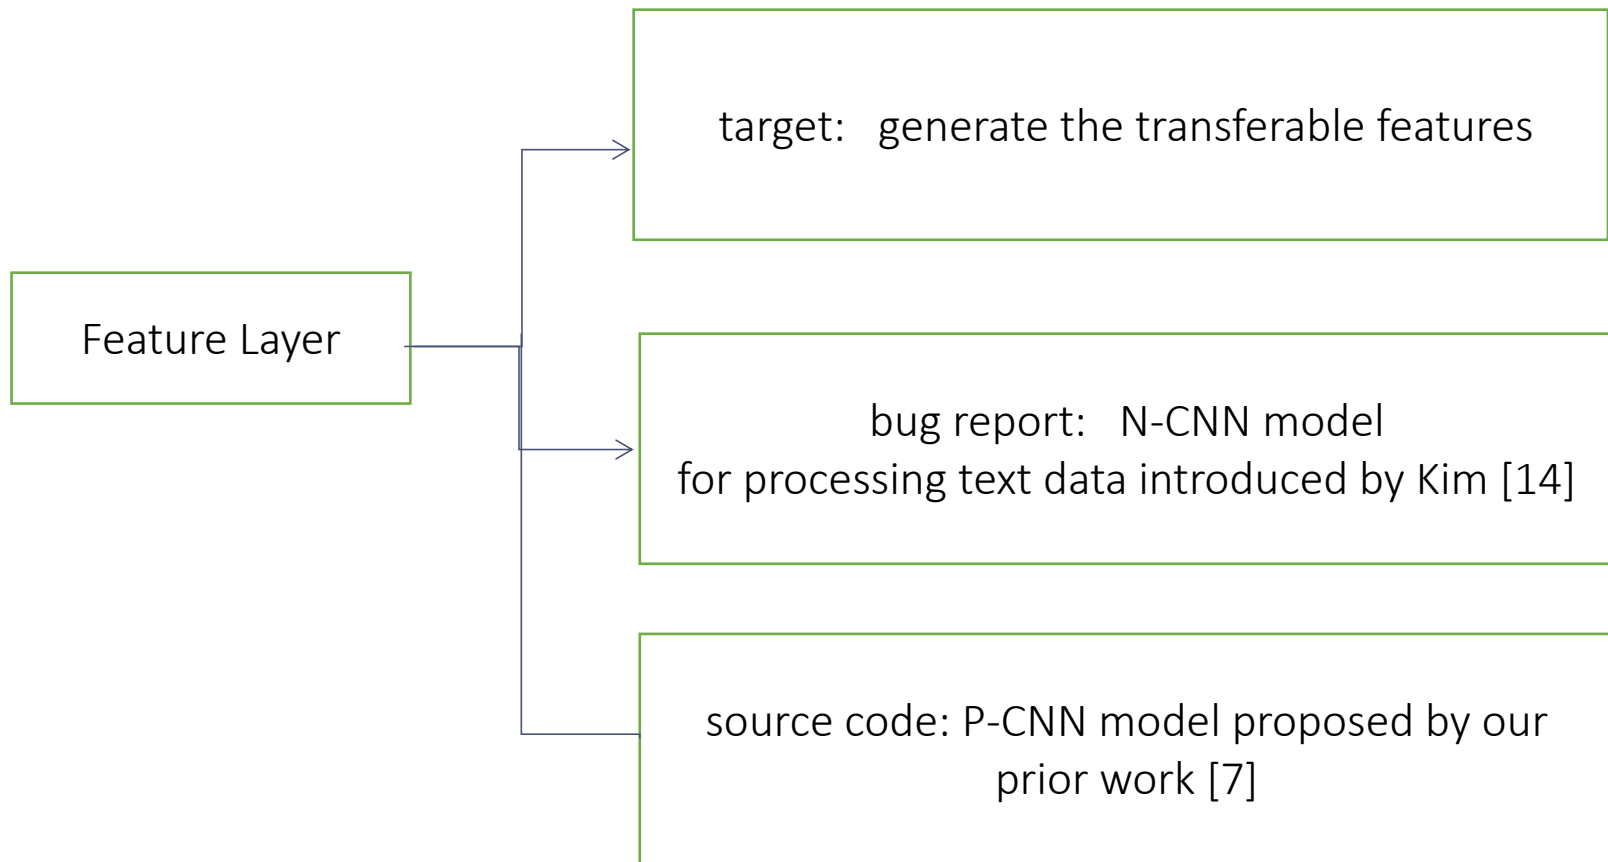 target:   generate the transferable features
Feature Layer
bug report:   N-CNN model
for processing text data introduced by Kim [14]
source code: P-CNN model proposed by our
prior work [7]